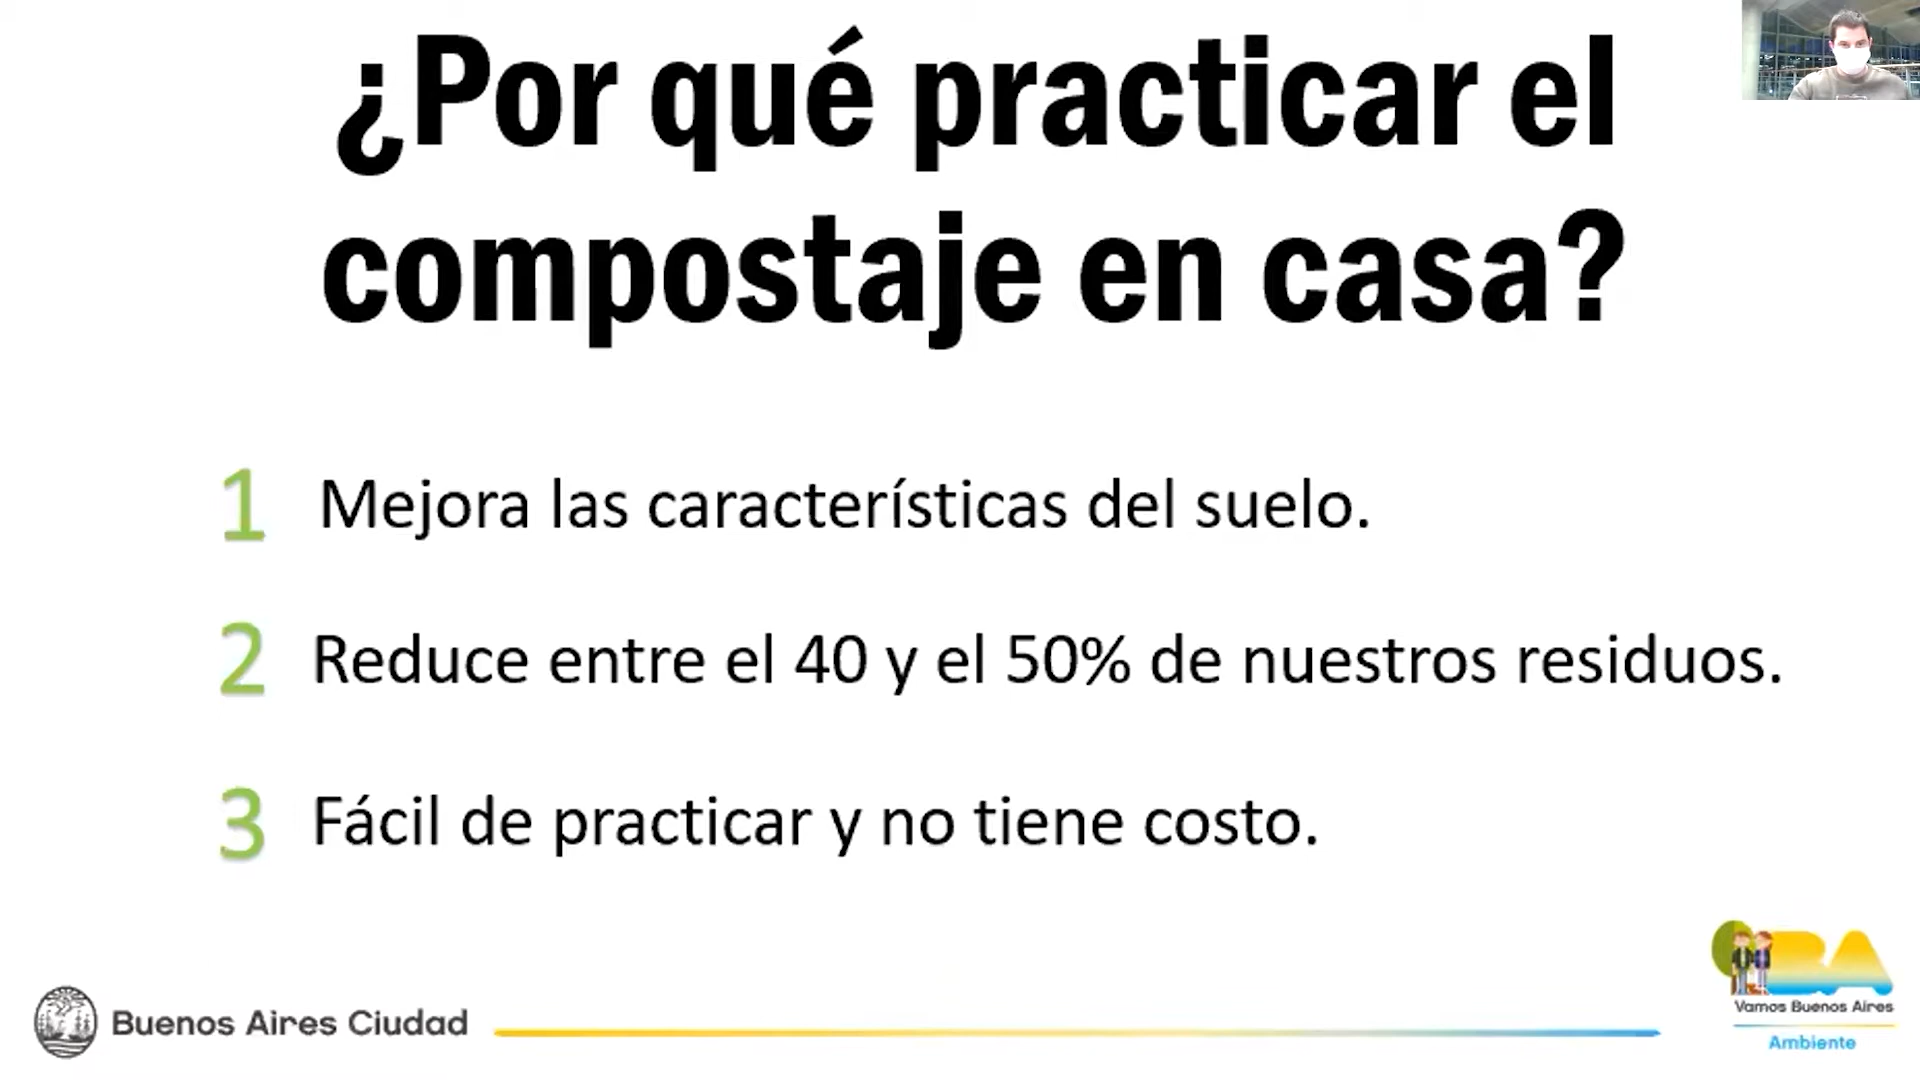 ¿Por qué practicar el
compostaje en casa?
1 Mejora las características del suelo.
2 Reduce entre el 40 y el 50% de nuestros residuos.
3 Fácil de practicar y no tiene costo.
Buenos Aires Ciudad
BA
Vamos Buenos Aires
Ambiente